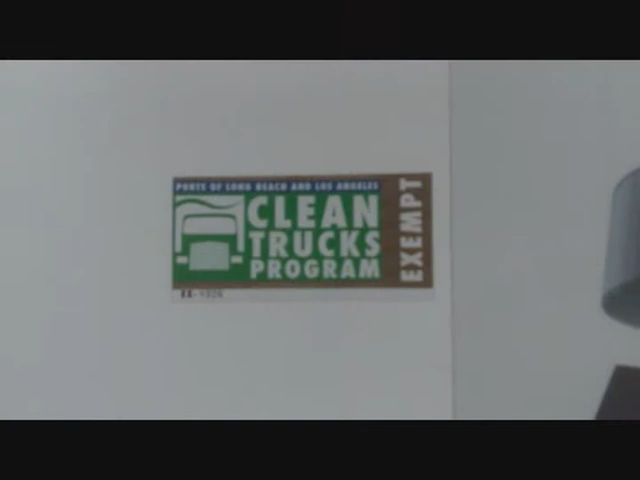 PORTS OF LONG BEACH AND LOS ANGELES
CLEAN
TRUCKS
PROGRAM
EXEMPT